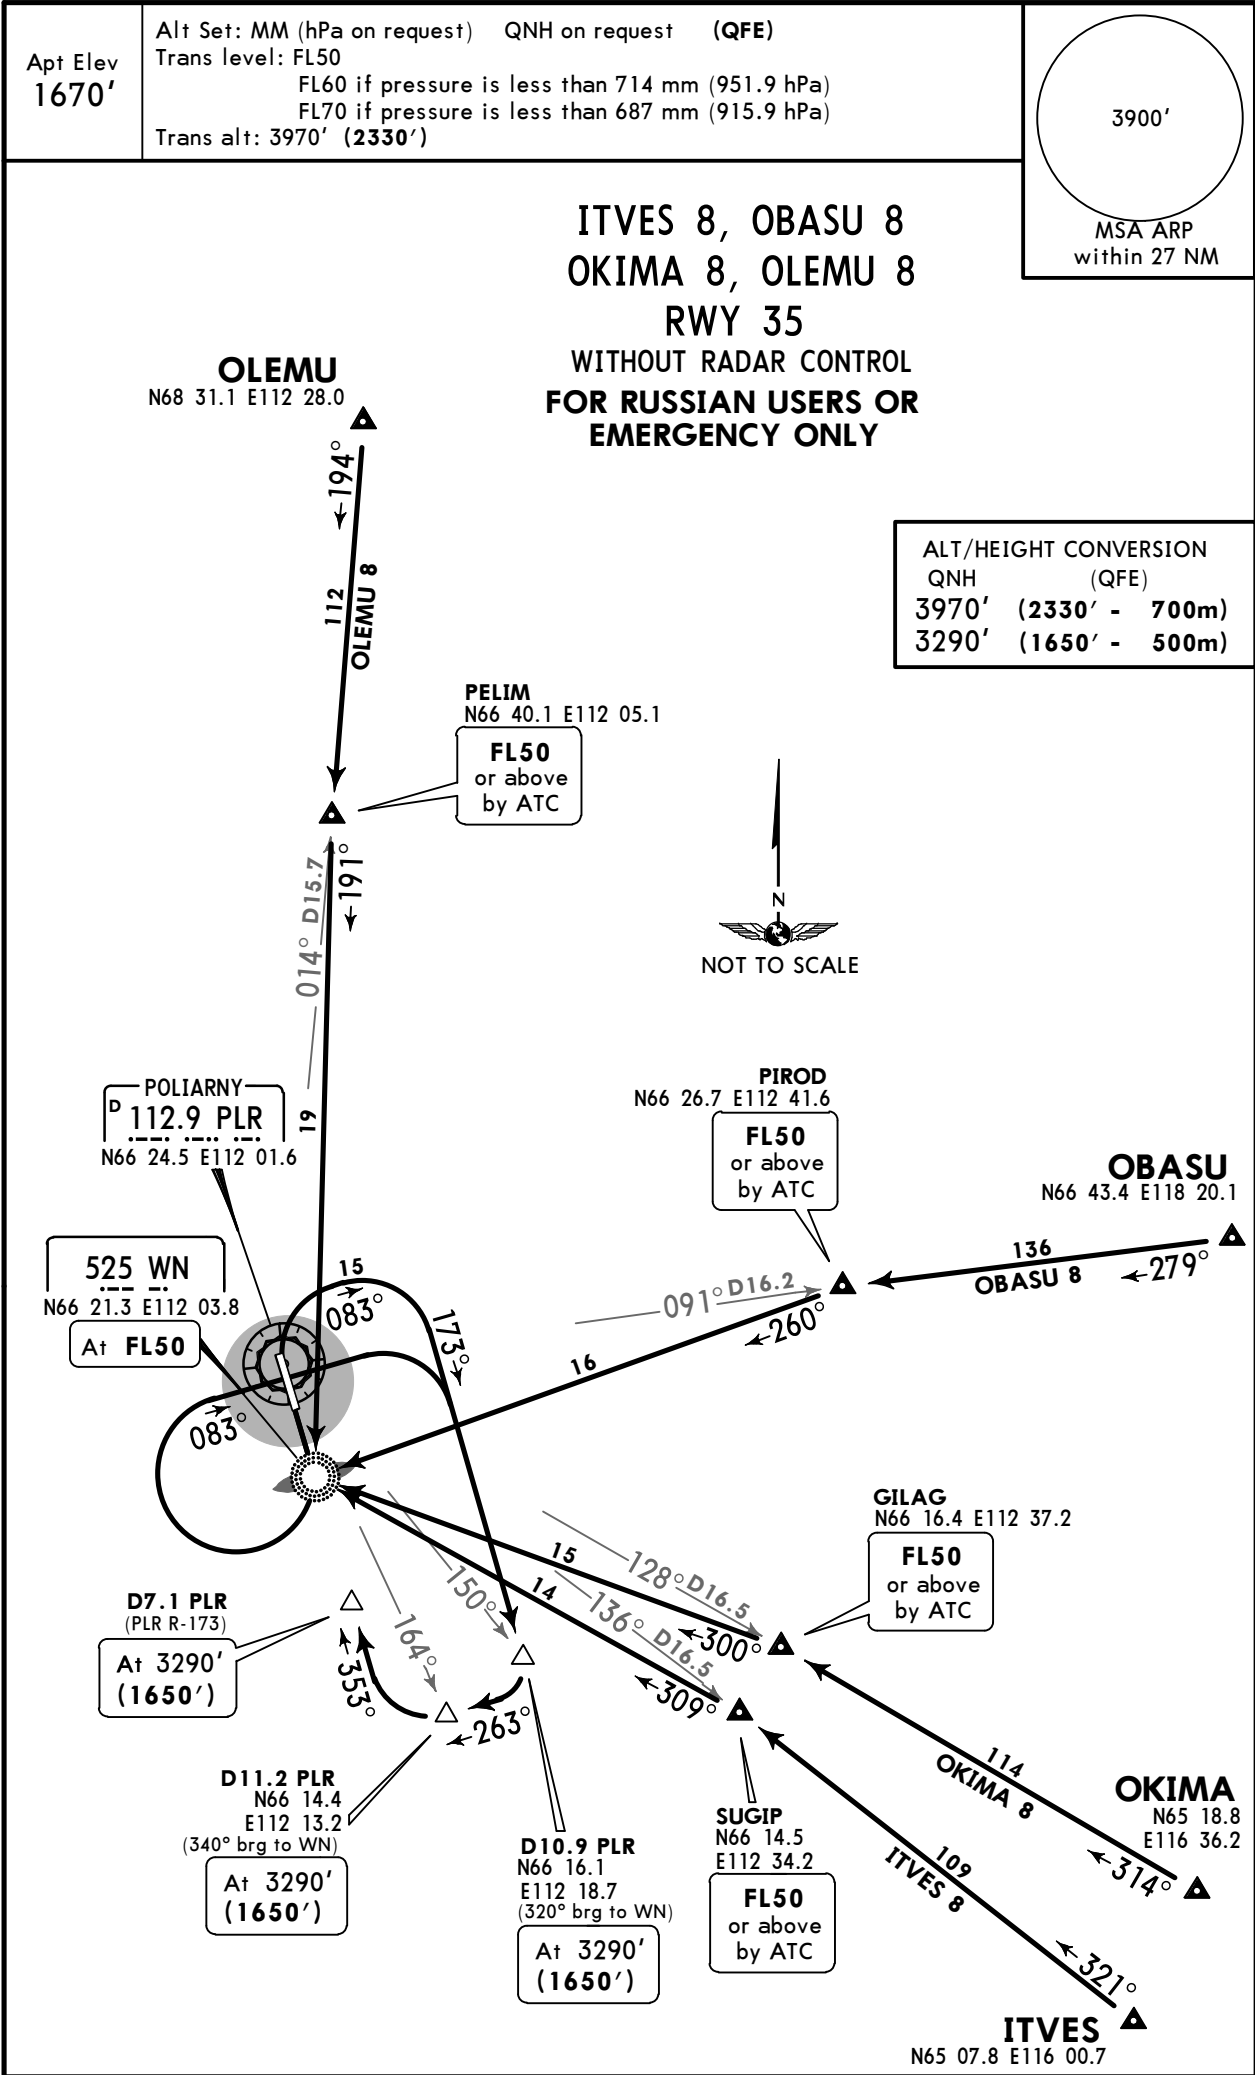 Apt Elev
1670'
Alt Set: MM (hPa on request) QNH on request (QFE)
Trans level: FL50
FL60 if pressure is less than 714 mm (951.9 hPa)
FL70 if pressure is less than 687 mm (915.9 hPa)
Trans alt: 3970' (2330')
3900'
MSA ARP
within 27 NM
ITVES 8, OBASU 8
OKIMA 8, OLEMU 8
RWY 35
WITHOUT RADAR CONTROL
FOR RUSSIAN USERS OR
EMERGENCY ONLY
OLEMU
N68 31.1 E112 28.0
194°
112
OLEMU 8
ALT/HEIGHT CONVERSION
QNH (QFE)
3970' (2330' - 700m)
3290' (1650' - 500m)
PELIM
N66 40.1 E112 05.1
FL50
or above
by ATC
191°
014° D15.7
19
N
NOT TO SCALE
POLIARNY
D 112.9 PLR
N66 24.5 E112 01.6
PIROD
N66 26.7 E112 41.6
FL50
or above
by ATC
OBASU
N66 43.4 E118 20.1
136
OBASU 8
279°
091° D16.2
260°
16
525 WN
N66 21.3 E112 03.8
At FL50
15
083°
173°
083°
GILAG
N66 16.4 E112 37.2
FL50
or above
by ATC
15
128° D16.5
300°
14
136° D16.5
309°
150°
164°
D7.1 PLR
(PLR R-173)
At 3290'
(1650')
353°
263°
D11.2 PLR
N66 14.4
E112 13.2
(340° brg to WN)
At 3290'
(1650')
D10.9 PLR
N66 16.1
E112 18.7
(320° brg to WN)
At 3290'
(1650')
SUGIP
N66 14.5
E112 34.2
FL50
or above
by ATC
114
OKIMA 8
OKIMA
N65 18.8
E116 36.2
314°
109
ITVES 8
321°
ITVES
N65 07.8 E116 00.7